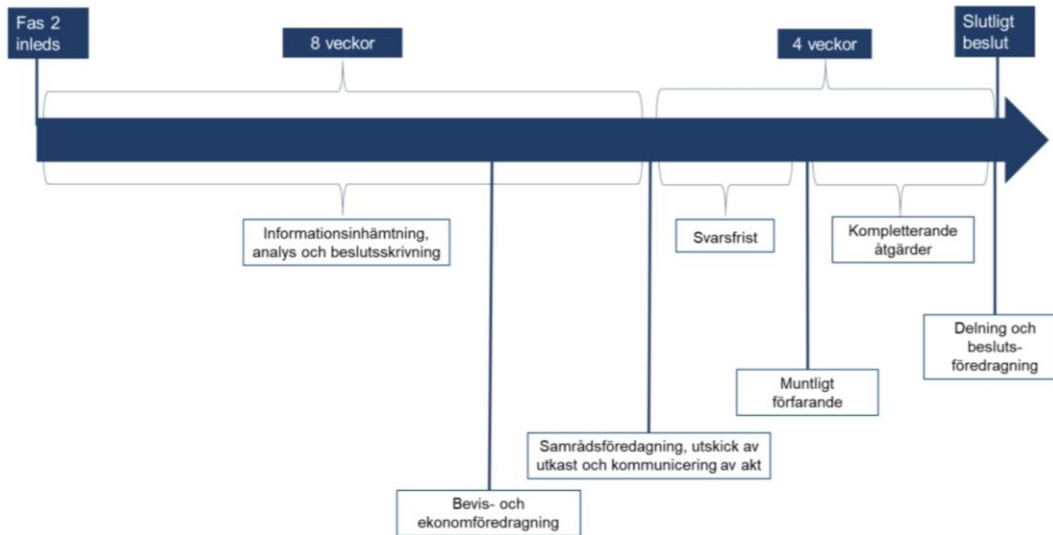 Fas 2
inleds
8 veckor
4 veckor
Slutligt
beslut
Informationsinhämtning,
analys och beslutsskrivning
Svarsfrist
Kompletterande
åtgärder
Delning och
besluts-
föredragning
Muntligt
förfarande
Samrådsföedagning, utskick av
utkast och kommunicering av akt
Bevis- och
ekonomföredragning